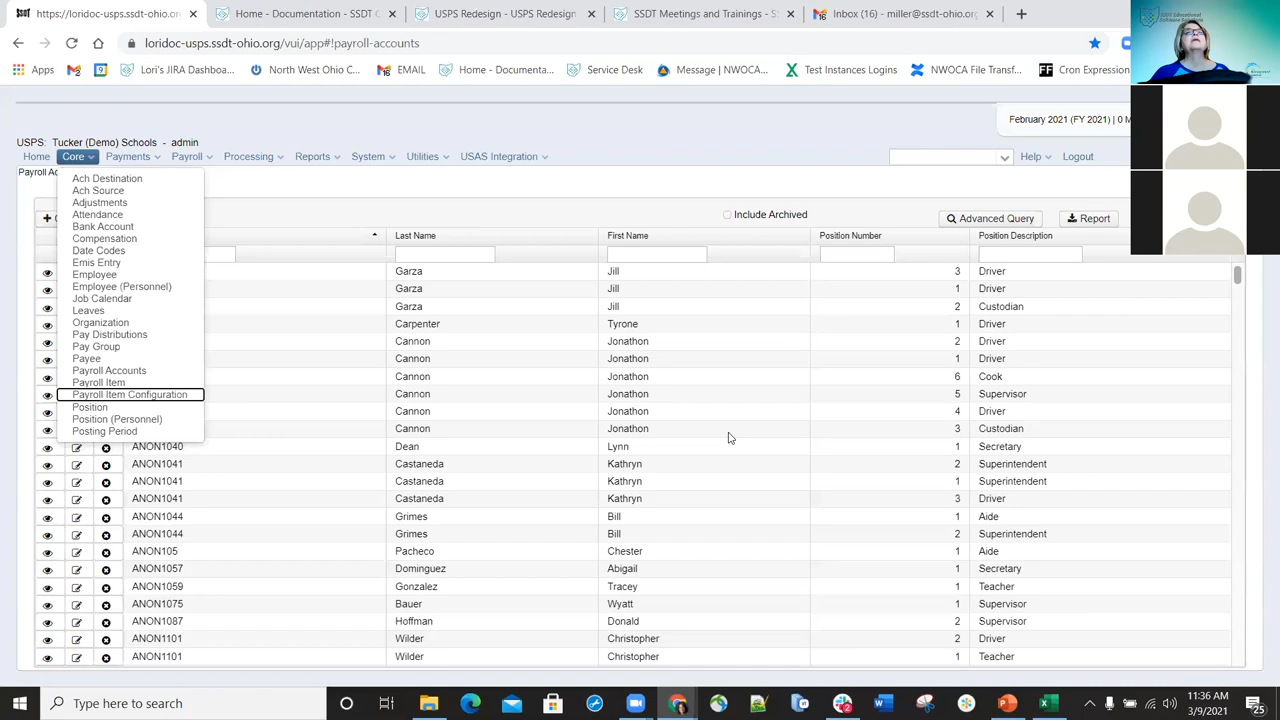 SSDT https://loridoc-usps.ssdt-ohio.org × Home - Documentation - SSDT C × USPS Redesign - USPS Redesign × SSDT Meetings and Trainings - S × Inbox (16) - miller@ssdt-ohio.org × +
loridoc-usps.ssdt-ohio.org/vui/app#!payroll-accounts
Apps Lori's JIRA Dashboa... North West Ohio C... EMAIL Home - Documenta... Service Desk Message | NWOCA... Test Instances Logins NWOCA File Transf... FF Cron Expression
February 2021 (FY 2021) | 0 M
USPS: Tucker (Demo) Schools - admin
Home Core Payments Payroll Processing Reports System Utilities USAS Integration Help Logout
Payroll Ac
Ach Destination
Ach Source
Adjustments
Attendance
Bank Account
Compensation
Date Codes
Emis Entry
Employee
Employee (Personnel)
Job Calendar
Leaves
Organization
Pay Distributions
Pay Group
Payee
Payroll Accounts
Payroll Item
Payroll Item Configuration
Position
Position (Personnel)
Posting Period
Include Archived Advanced Query Report
Last Name First Name Position Number Position Description
Garza Jill 3 Driver
Garza Jill 1 Driver
Garza Jill 2 Custodian
Carpenter Tyrone 1 Driver
Cannon Jonathon 2 Driver
Cannon Jonathon 1 Driver
Cannon Jonathon 6 Cook
Cannon Jonathon 5 Supervisor
Cannon Jonathon 4 Driver
Cannon Jonathon 3 Custodian
ANON1040 Dean Lynn 1 Secretary
ANON1041 Castaneda Kathryn 2 Superintendent
ANON1041 Castaneda Kathryn 1 Superintendent
ANON1041 Castaneda Kathryn 3 Driver
ANON1044 Grimes Bill 1 Aide
ANON1044 Grimes Bill 2 Superintendent
ANON105 Pacheco Chester 1 Aide
ANON1057 Dominguez Abigail 1 Secretary
ANON1059 Gonzalez Tracey 1 Teacher
ANON1075 Bauer Wyatt 1 Supervisor
ANON1087 Hoffman Donald 2 Supervisor
ANON1101 Wilder Christopher 2 Driver
ANON1101 Wilder Christopher 1 Teacher
Type here to search
11:36 AM
3/9/2021
25